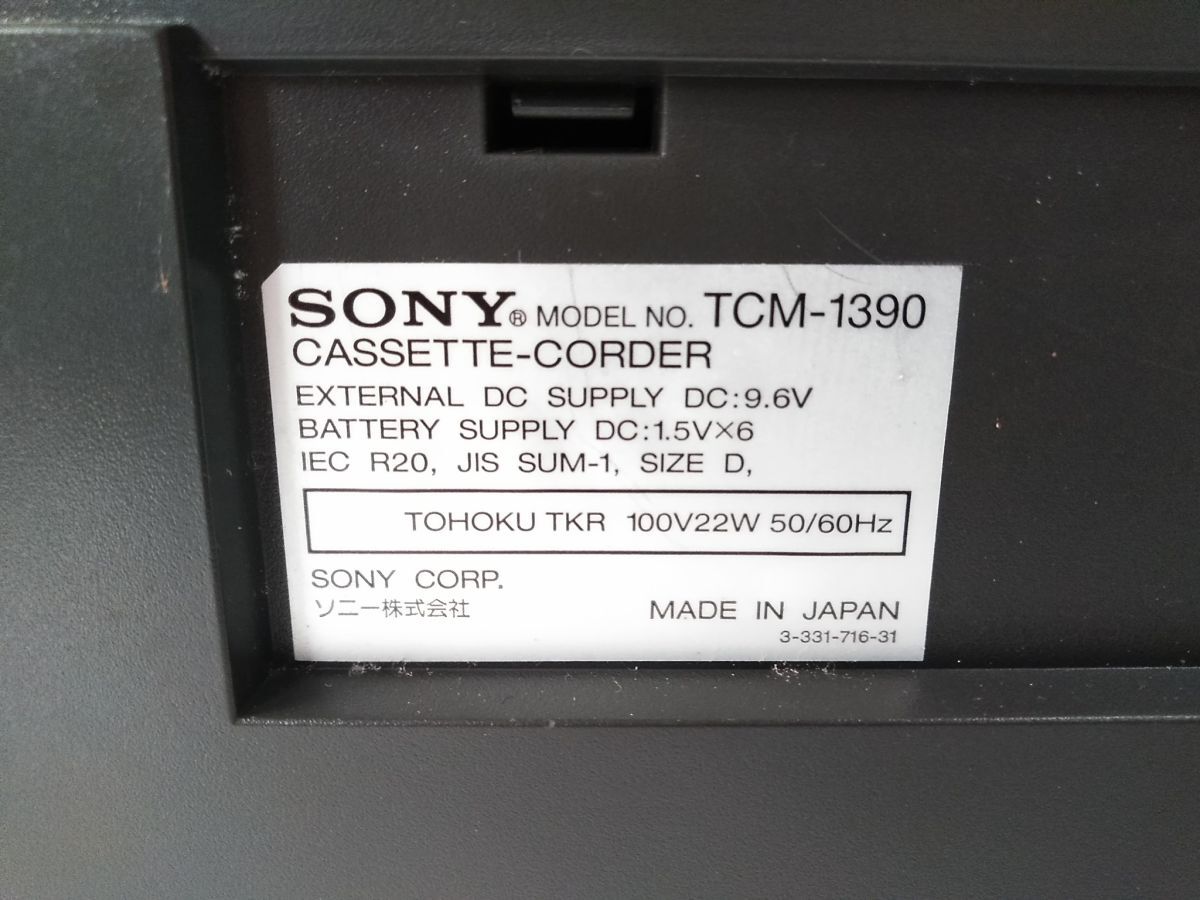 SONY® MODEL NO. TCM-1390
CASSETTE-CORDER
EXTERNAL DC SUPPLY DC:9.6V
BATTERY SUPPLY DC:1.5V×6
IEC R20, JIS SUM-1, SIZE D,
TOHOKU TKR 100V22W 50/60Hz
SONY CORP.
ソニー株式会社
MADE IN JAPAN
3-331-716-31